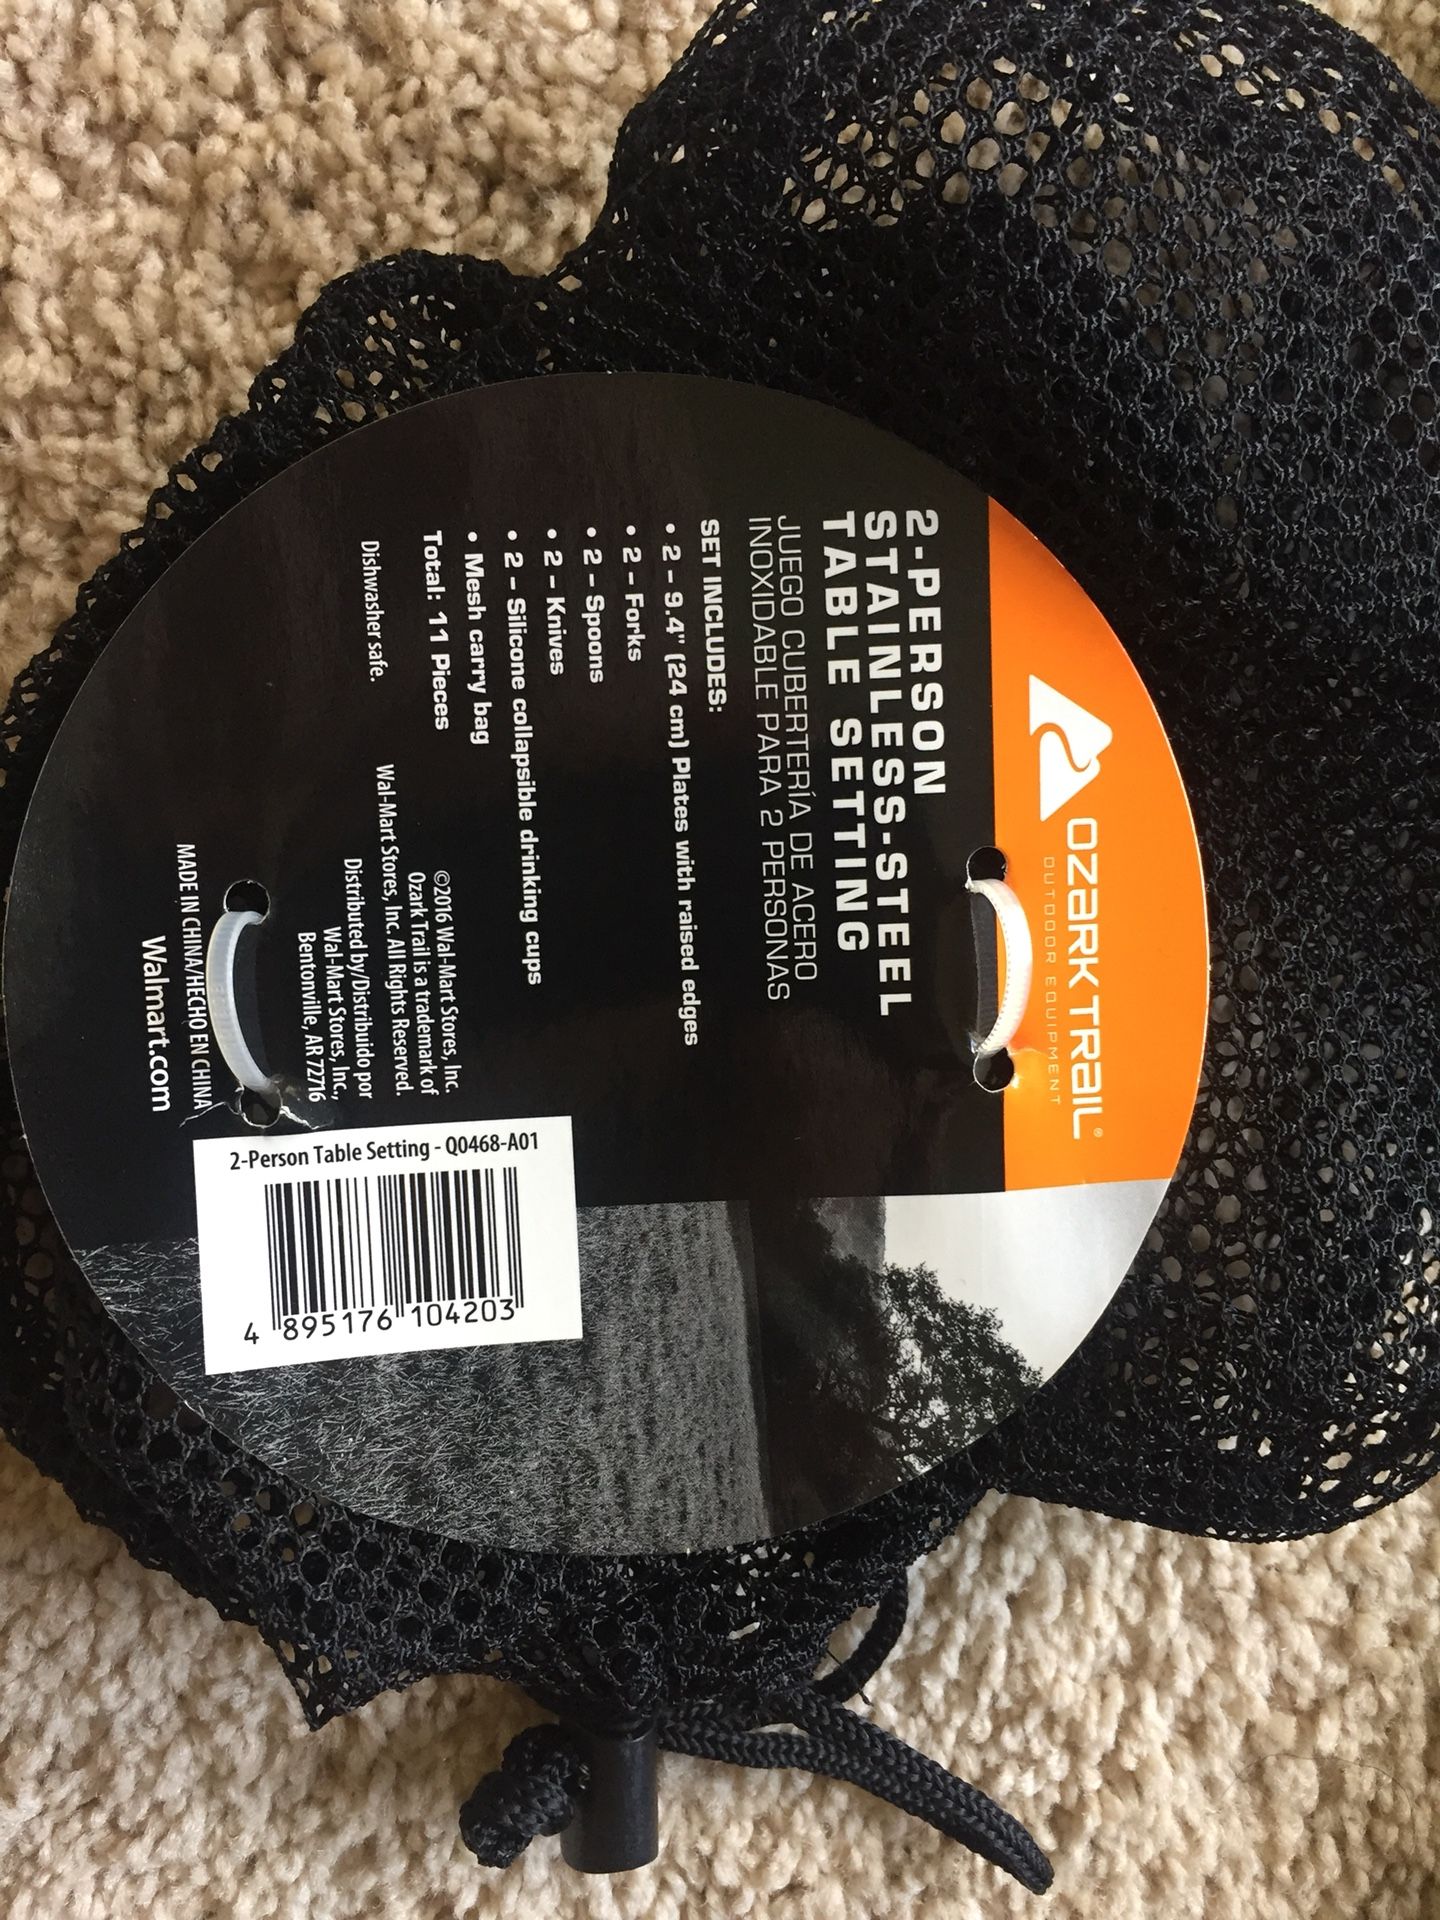 OZARK TRAIL®
OUTDOOR EQUIPMENT
2-PERSON
STAINLESS-STEEL
TABLE SETTING
JUEGO CUBERTERÍA DE ACERO
INOXIDABLE PARA 2 PERSONAS
SET INCLUDES:
• 2 – 9.4" (24 cm) Plates with raised edges
• 2 – Forks
• 2 – Spoons
• 2 – Knives
• 2 – Silicone collapsible drinking cups
• Mesh carry bag
Total: 11 Pieces
Dishwasher safe.
©2016 Wal-Mart Stores, Inc.
Ozark Trail is a trademark of
Wal-Mart Stores, Inc. All Rights Reserved.
Distributed by/Distribuido por
Wal-Mart Stores, Inc.,
Bentonville, AR 72716
MADE IN CHINA/HECHO EN CHINA
Walmart.com
2-Person Table Setting - Q0468-A01
4 895176 104203